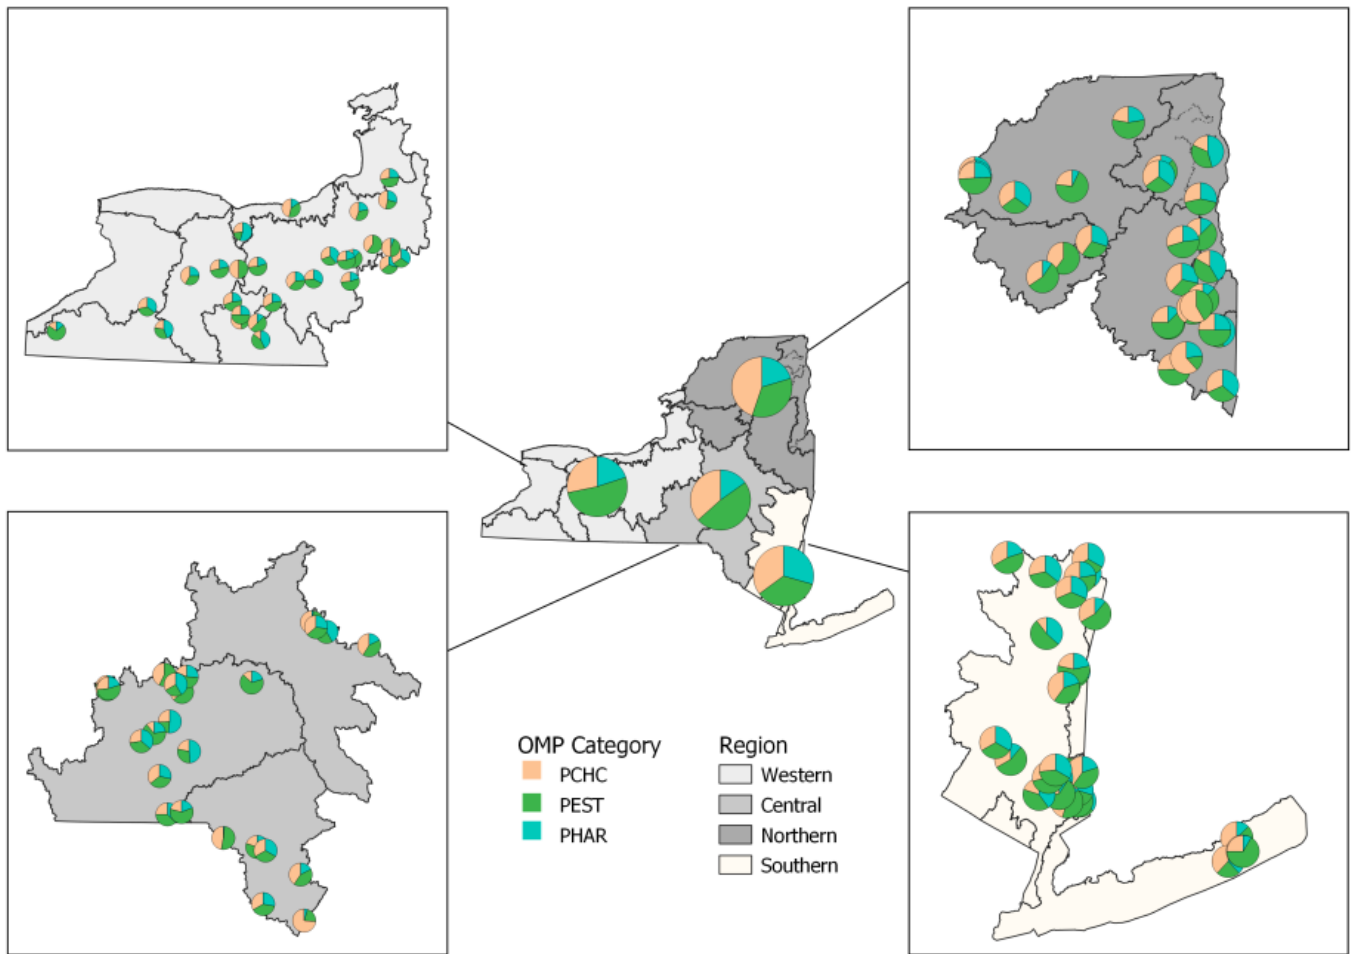 OMP Category
PCHC
PEST
PHAR
Region
Western
Central
Northern
Southern